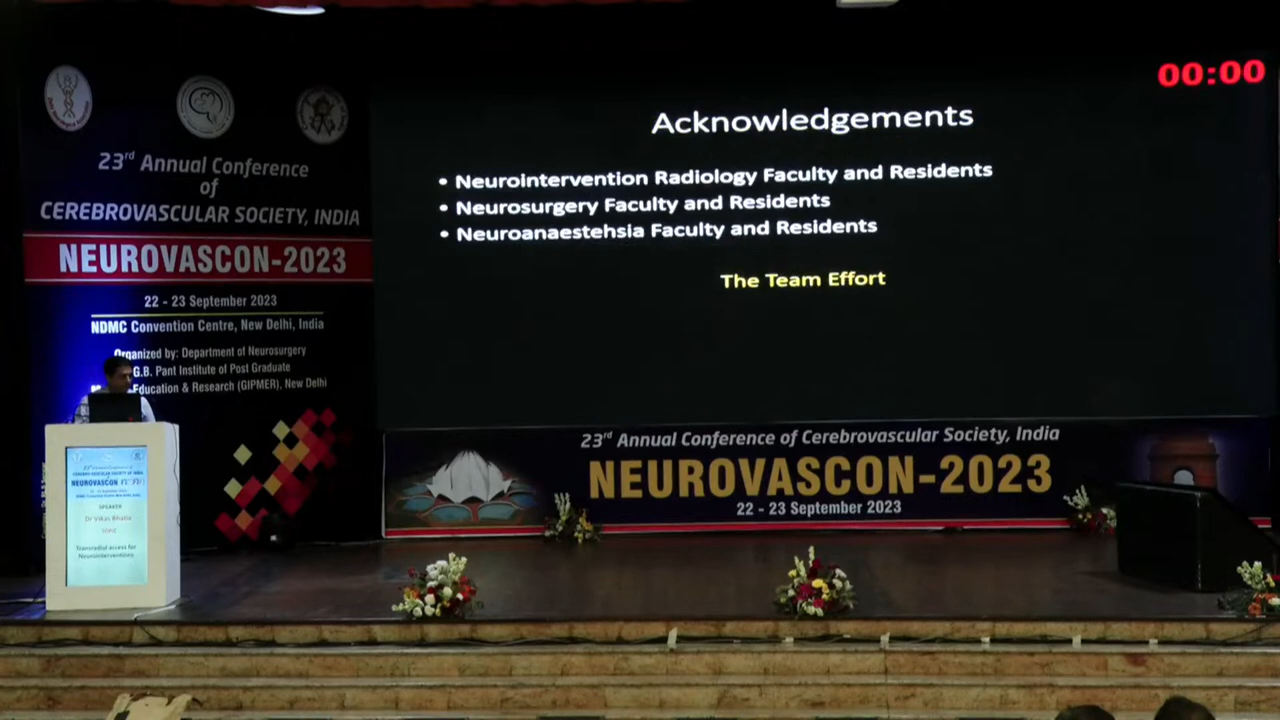 23rd Annual Conference
of
CEREBROVASCULAR SOCIETY, INDIA
NEUROVASCON-2023
22 - 23 September 2023
NDMC Convention Centre, New Delhi, India
Organized by: Department of Neurosurgery
G.B. Pant Institute of Post Graduate
Education & Research (GIPMER), New Delhi
00:00
Acknowledgements
• Neurointervention Radiology Faculty and Residents
• Neurosurgery Faculty and Residents
• Neuroanaestehsia Faculty and Residents
The Team Effort
23rd Annual Conference of Cerebrovascular Society, India
NEUROVASCON-2023
22 - 23 September 2023
NEUROVASCON
SPEAKER
Dr Vikas Bhatia
TOPIC
Transradial access for
Neurointerventions